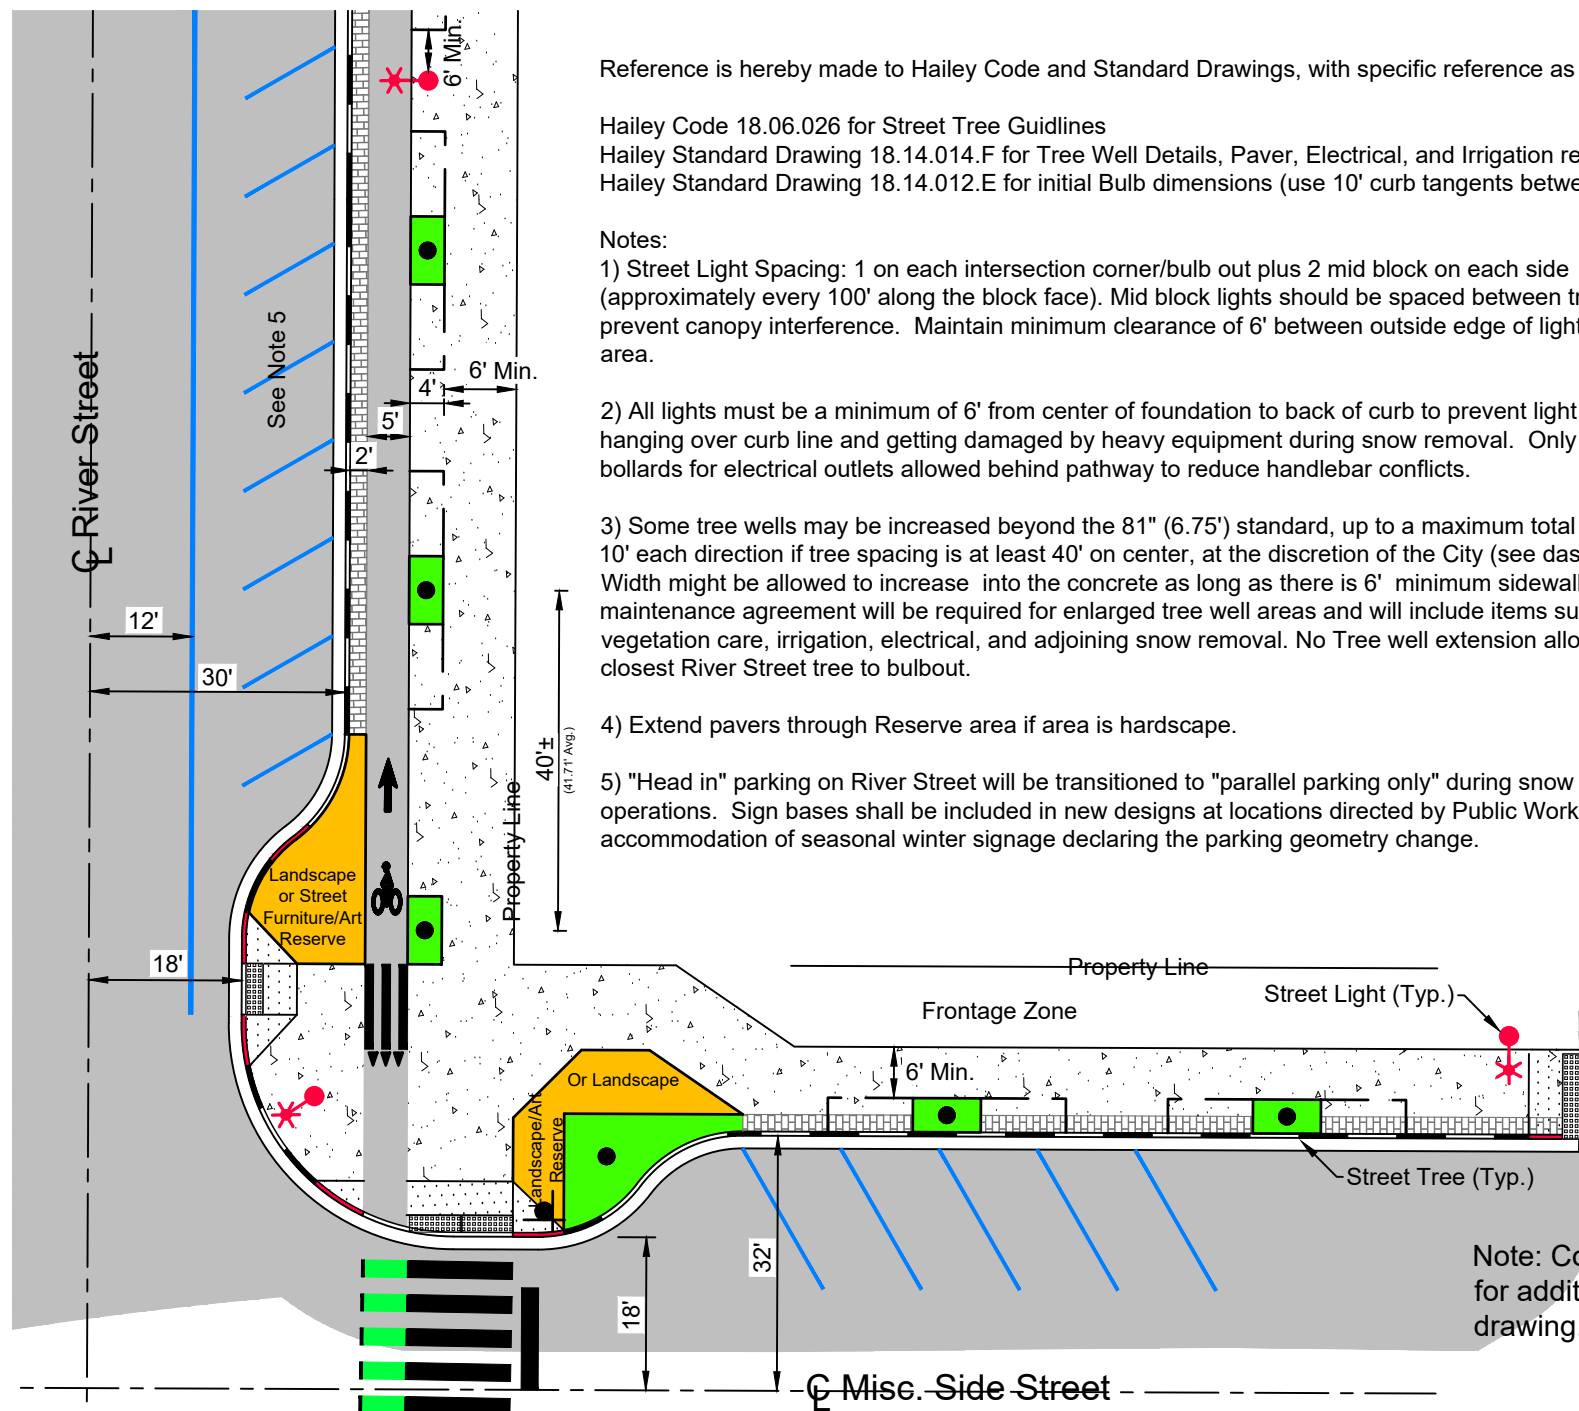 Reference is hereby made to Hailey Code and Standard Drawings, with specific reference as
Hailey Code 18.06.026 for Street Tree Guidlines
Hailey Standard Drawing 18.14.014.F for Tree Well Details, Paver, Electrical, and Irrigation re
Hailey Standard Drawing 18.14.012.E for initial Bulb dimensions (use 10' curb tangents betwe
Notes:
1) Street Light Spacing: 1 on each intersection corner/bulb out plus 2 mid block on each side
(approximately every 100' along the block face). Mid block lights should be spaced between tr
prevent canopy interference.  Maintain minimum clearance of 6' between outside edge of light
area.
2) All lights must be a minimum of 6' from center of foundation to back of curb to prevent light
hanging over curb line and getting damaged by heavy equipment during snow removal.  Only
bollards for electrical outlets allowed behind pathway to reduce handlebar conflicts.
3) Some tree wells may be increased beyond the 81" (6.75') standard, up to a maximum total
10' each direction if tree spacing is at least 40' on center, at the discretion of the City (see das
Width might be allowed to increase  into the concrete as long as there is 6'  minimum sidewall
maintenance agreement will be required for enlarged tree well areas and will include items su
vegetation care, irrigation, electrical, and adjoining snow removal. No Tree well extension allo
closest River Street tree to bulbout.
4) Extend pavers through Reserve area if area is hardscape.
5) "Head in" parking on River Street will be transitioned to "parallel parking only" during snow
operations.  Sign bases shall be included in new designs at locations directed by Public Work
accommodation of seasonal winter signage declaring the parking geometry change.
6' Min.
See Note 5
CL River Street
6' Min.
4'
5'
2'
12'
30'
40'±
(41.71' Avg.)
Property Line
Landscape
or Street
Furniture/Art
Reserve
18'
Property Line
Street Light (Typ.)
Frontage Zone
6' Min.
Or Landscape
Landscape/Art
Reserve
Street Tree (Typ.)
32'
18'
Note: Co
for addit
drawing.
CL Misc. Side Street